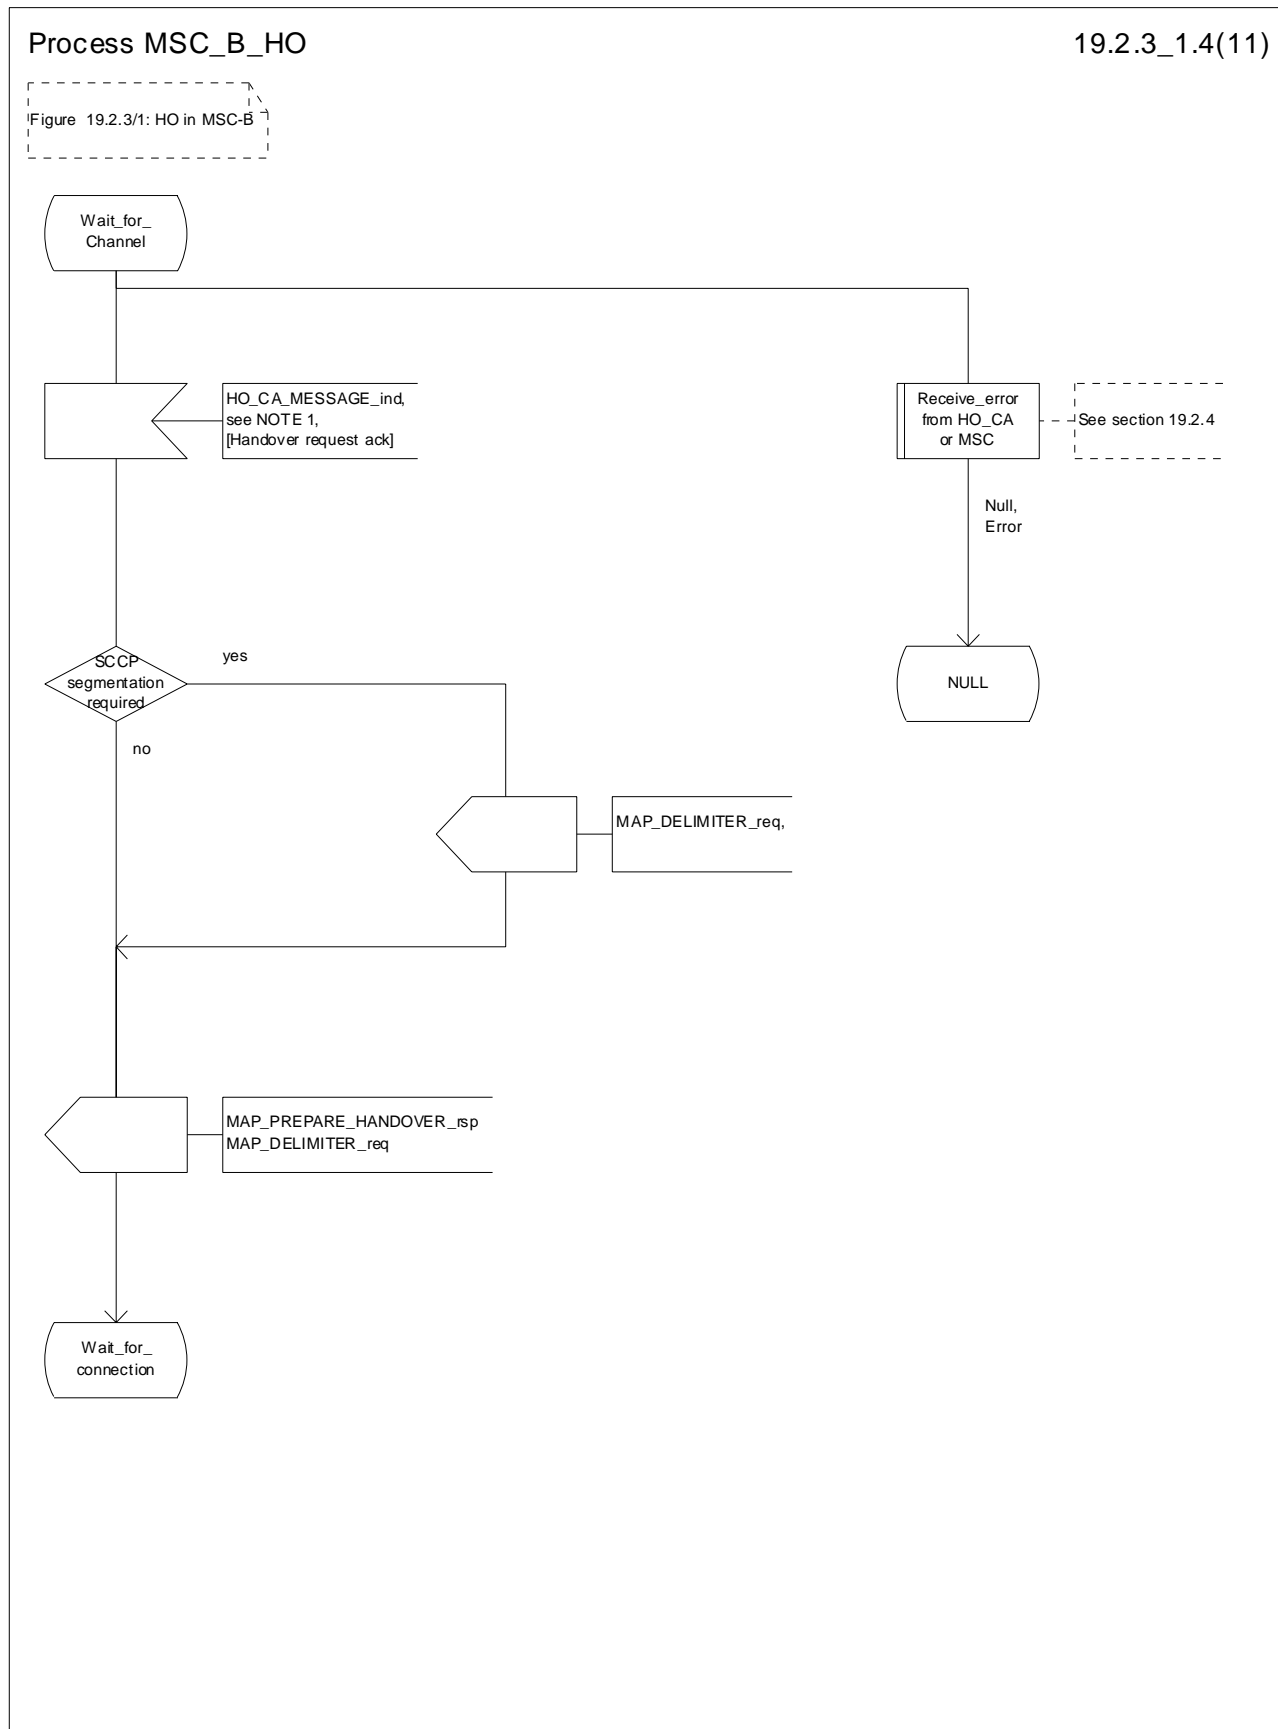 Process MSC_B_HO
19.2.3_1.4(11)
Figure 19.2.3/1: HO in MSC-B
Wait_for_
Channel
HO_CA_MESSAGE_ind,
see NOTE 1,
[Handover request ack]
Receive_error
from HO_CA
or MSC
See section 19.2.4
Null,
Error
SCCP
segmentation
required
yes
no
NULL
MAP_DELIMITER_req,
MAP_PREPARE_HANDOVER_rsp
MAP_DELIMITER_req
Wait_for_
connection